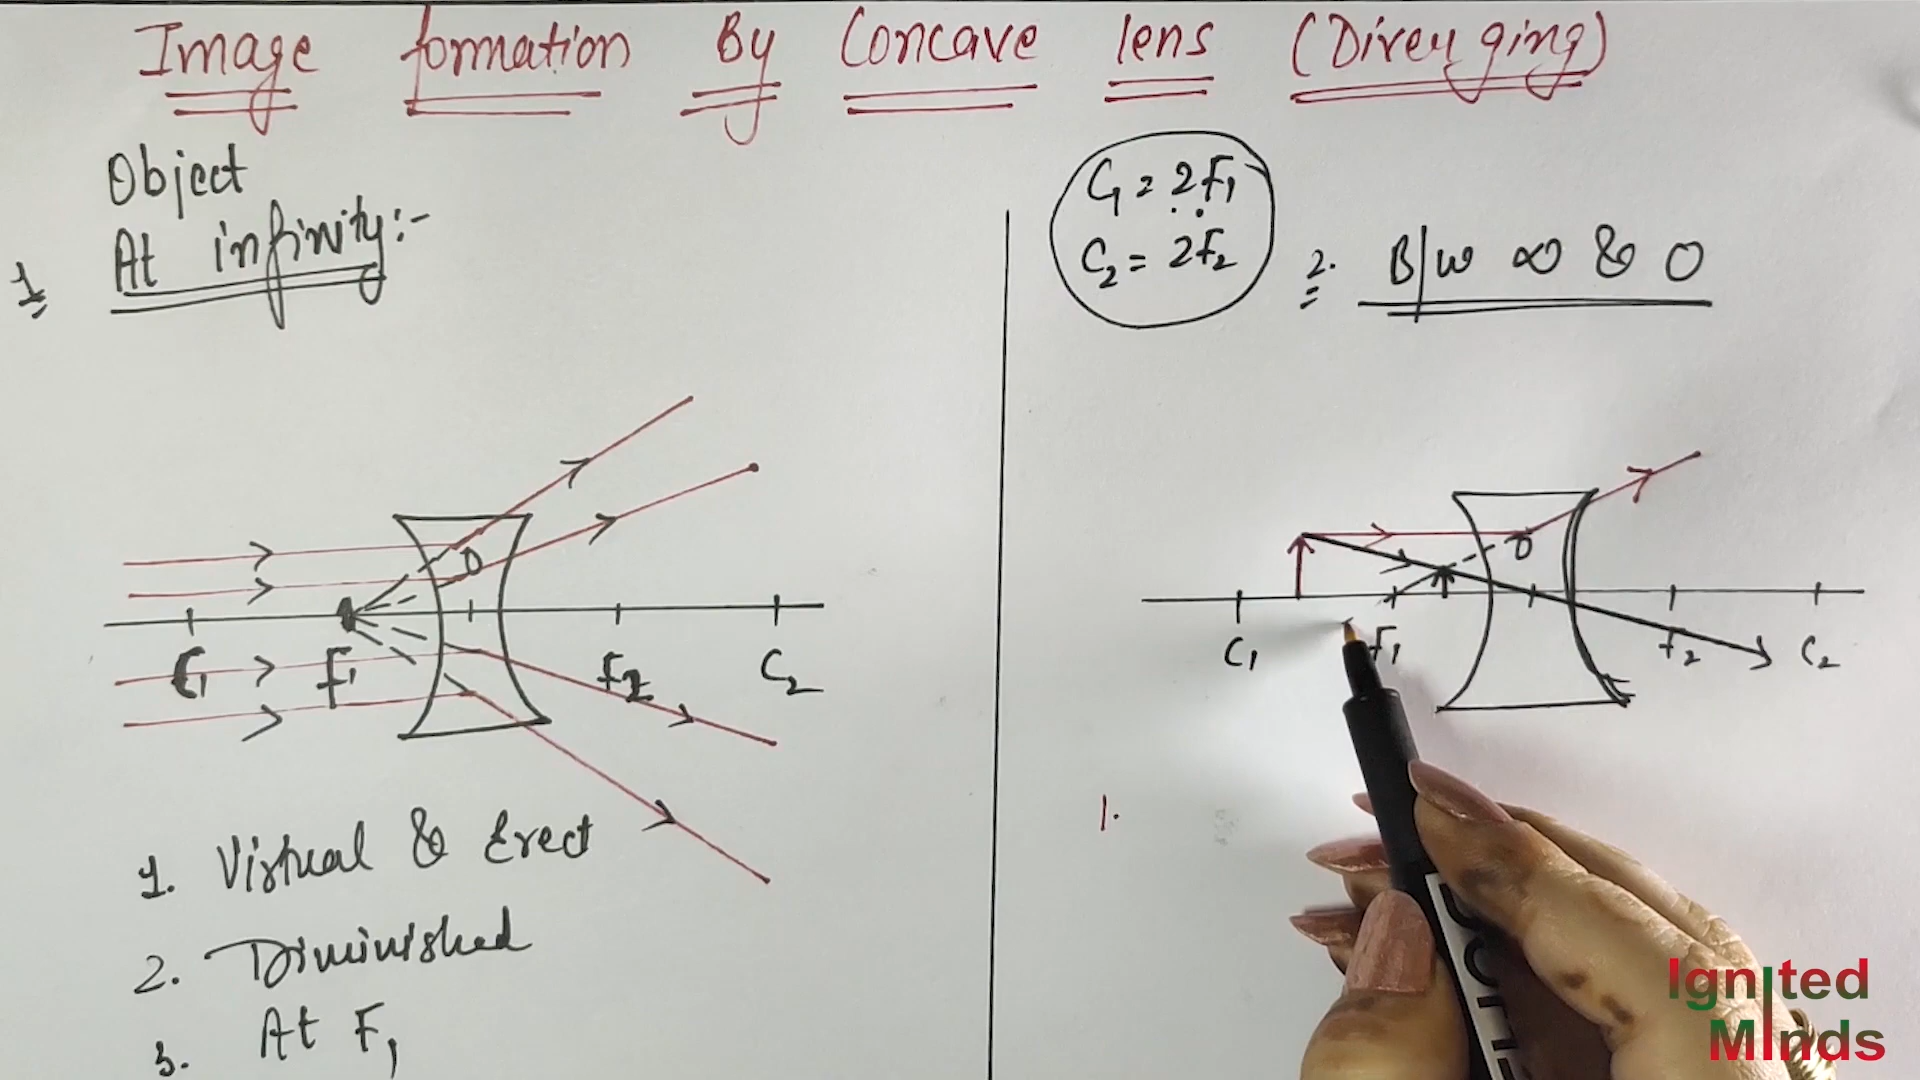 Image formation By Concave lens (Diverging)
Object
1 At infinity:-
C1 = 2F1
C2 = 2F2
2. B/w ∞ & O
O
C1 F1 F2 C2
O
C1 F1 F2 C2
1. Virtual & Erect
2. Diminished
3. At F1
1.
Ignited
Minds